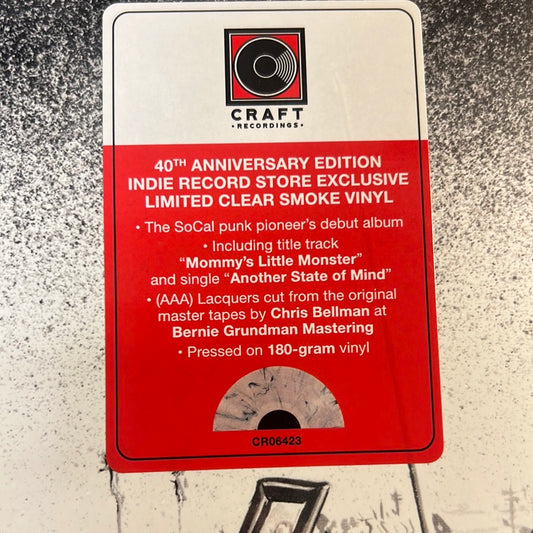 CRAFT
• RECORDINGS •
40TH ANNIVERSARY EDITION
INDIE RECORD STORE EXCLUSIVE
LIMITED CLEAR SMOKE VINYL
• The SoCal punk pioneer's debut album
• Including title track
“Mommy's Little Monster”
and single “Another State of Mind”
• (AAA) Lacquers cut from the original
master tapes by Chris Bellman at
Bernie Grundman Mastering
• Pressed on 180-gram vinyl
CR06423